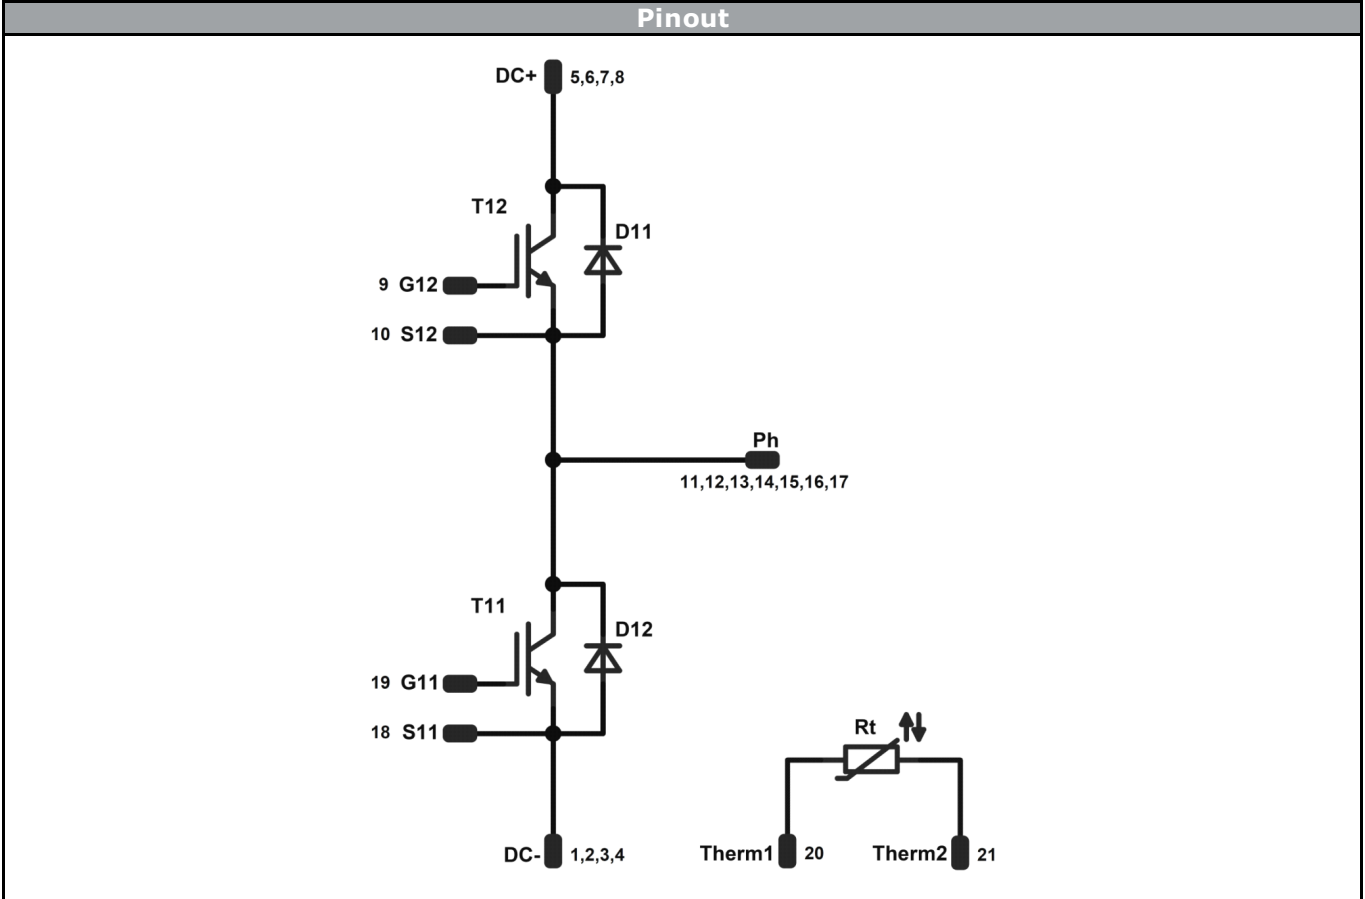 Pinout
DC+ 5,6,7,8
T12
D11
9 G12
10 S12
Ph
11,12,13,14,15,16,17
T11
D12
19 G11
18 S11
Rt
DC- 1,2,3,4
Therm1 20
Therm2 21